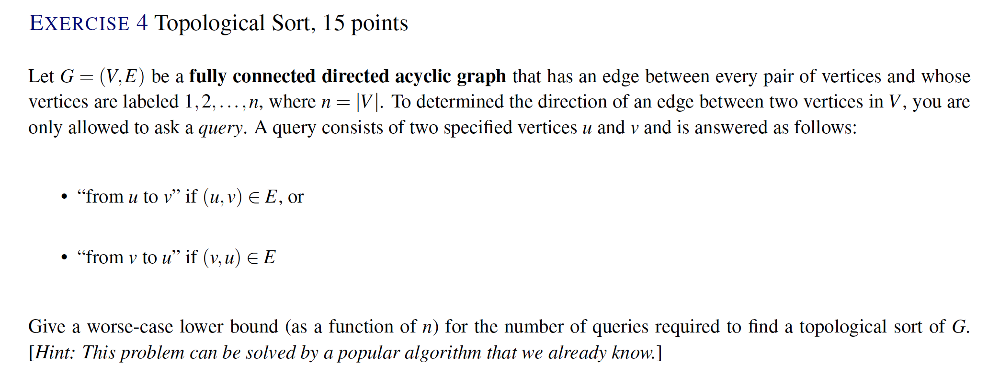 EXERCISE 4 Topological Sort, 15 points
Let G = (V,E) be a fully connected directed acyclic graph that has an edge between every pair of vertices and whose
vertices are labeled 1,2,...,n, where n = |V|. To determined the direction of an edge between two vertices in V, you are
only allowed to ask a query. A query consists of two specified vertices u and v and is answered as follows:
• “from u to v” if (u,v) ∈ E, or
• “from v to u” if (v,u) ∈ E
Give a worse-case lower bound (as a function of n) for the number of queries required to find a topological sort of G.
[Hint: This problem can be solved by a popular algorithm that we already know.]